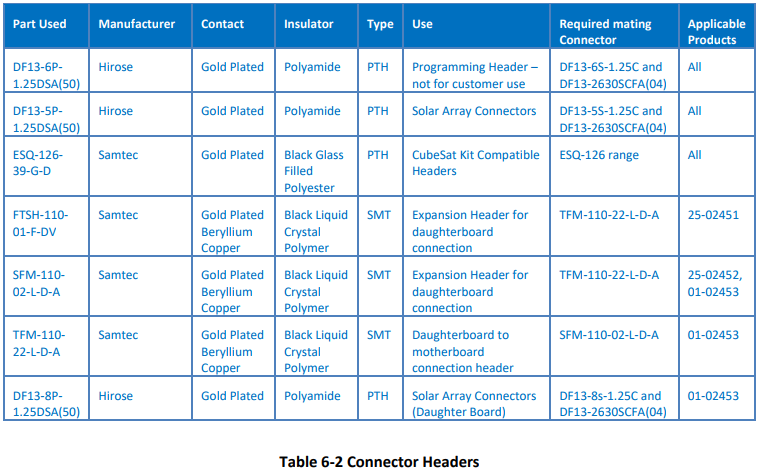 Part Used Manufacturer Contact Insulator Type Use Required mating Connector Applicable Products
DF13-6P-1.25DSA(50) Hirose Gold Plated Polyamide PTH Programming Header – not for customer use DF13-6S-1.25C and DF13-2630SCFA(04) All
DF13-5P-1.25DSA(50) Hirose Gold Plated Polyamide PTH Solar Array Connectors DF13-5S-1.25C and DF13-2630SCFA(04) All
ESQ-126-39-G-D Samtec Gold Plated Black Glass Filled Polyester PTH CubeSat Kit Compatible Headers ESQ-126 range All
FTSH-110-01-F-DV Samtec Gold Plated Beryllium Copper Black Liquid Crystal Polymer SMT Expansion Header for daughterboard connection TFM-110-22-L-D-A 25-02451
SFM-110-02-L-D-A Samtec Gold Plated Beryllium Copper Black Liquid Crystal Polymer SMT Expansion Header for daughterboard connection TFM-110-22-L-D-A 25-02452, 01-02453
TFM-110-22-L-D-A Samtec Gold Plated Beryllium Copper Black Liquid Crystal Polymer SMT Daughterboard to motherboard connection header SFM-110-02-L-D-A 01-02453
DF13-8P-1.25DSA(50) Hirose Gold Plated Polyamide PTH Solar Array Connectors (Daughter Board) DF13-8s-1.25C and DF13-2630SCFA(04) 01-02453
Table 6-2 Connector Headers